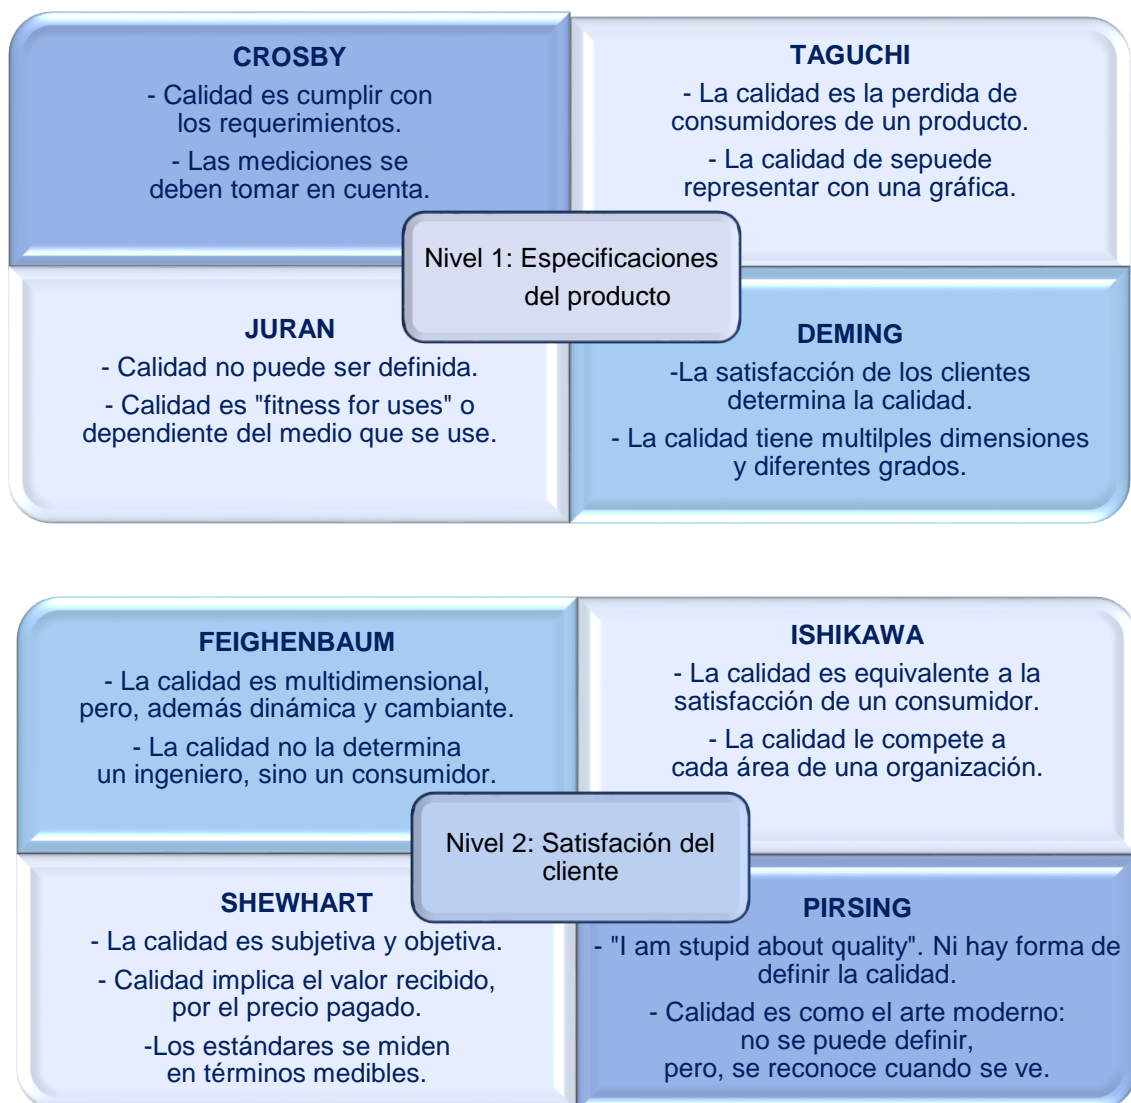 CROSBY
- Calidad es cumplir con
los requerimientos.
- Las mediciones se
deben tomar en cuenta.
TAGUCHI
- La calidad es la perdida de
consumidores de un producto.
- La calidad de sepuede
representar con una gráfica.
Nivel 1: Especificaciones
del producto
JURAN
- Calidad no puede ser definida.
- Calidad es "fitness for uses" o
dependiente del medio que se use.
DEMING
-La satisfacción de los clientes
determina la calidad.
- La calidad tiene multilples dimensiones
y diferentes grados.
FEIGHENBAUM
- La calidad es multidimensional,
pero, además dinámica y cambiante.
- La calidad no la determina
un ingeniero, sino un consumidor.
ISHIKAWA
- La calidad es equivalente a la
satisfacción de un consumidor.
- La calidad le compete a
cada área de una organización.
Nivel 2: Satisfación del
cliente
SHEWHART
- La calidad es subjetiva y objetiva.
- Calidad implica el valor recibido,
por el precio pagado.
-Los estándares se miden
en términos medibles.
PIRSING
- "I am stupid about quality". Ni hay forma de
definir la calidad.
- Calidad es como el arte moderno:
no se puede definir,
pero, se reconoce cuando se ve.